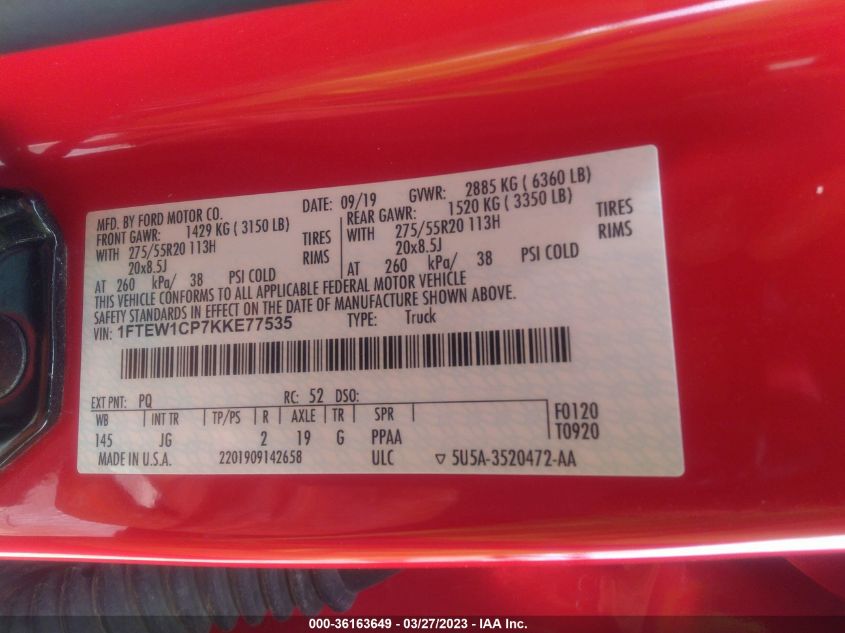 MFD. BY FORD MOTOR CO. DATE: 09/19 GVWR: 2885 KG ( 6360 LB)
FRONT GAWR: 1429 KG ( 3150 LB) REAR GAWR: 1520 KG ( 3350 LB)
WITH 275/55R20 113H TIRES WITH 275/55R20 113H TIRES
20x8.5J RIMS 20x8.5J RIMS
AT 260 kPa/ 38 PSI COLD AT 260 kPa/ 38 PSI COLD
THIS VEHICLE CONFORMS TO ALL APPLICABLE FEDERAL MOTOR VEHICLE
SAFETY STANDARDS IN EFFECT ON THE DATE OF MANUFACTURE SHOWN ABOVE.
VIN: 1FTEW1CP7KKE77535 TYPE: Truck
EXT PNT: PQ RC: 52 DSO:
WB INT TR TP/PS R AXLE TR SPR F0120
145 JG 2 19 G PPAA T0920
MADE IN U.S.A. 2201909142658 ULC ▽ 5U5A-3520472-AA
000-36163649 - 03/27/2023 - IAA Inc.